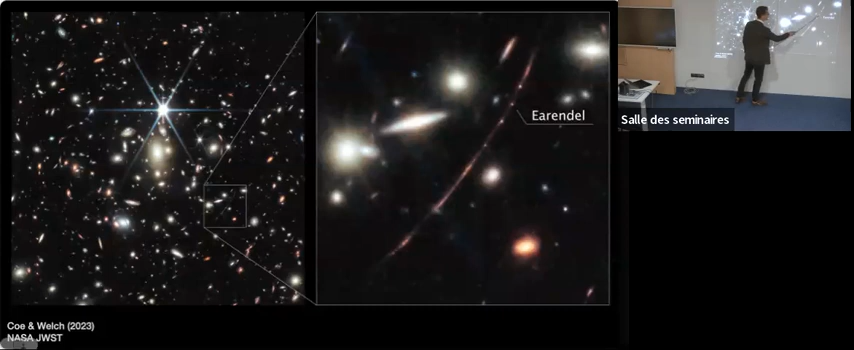 Earendel
Salle des seminaires
Coe & Welch (2023)
NASA JWST